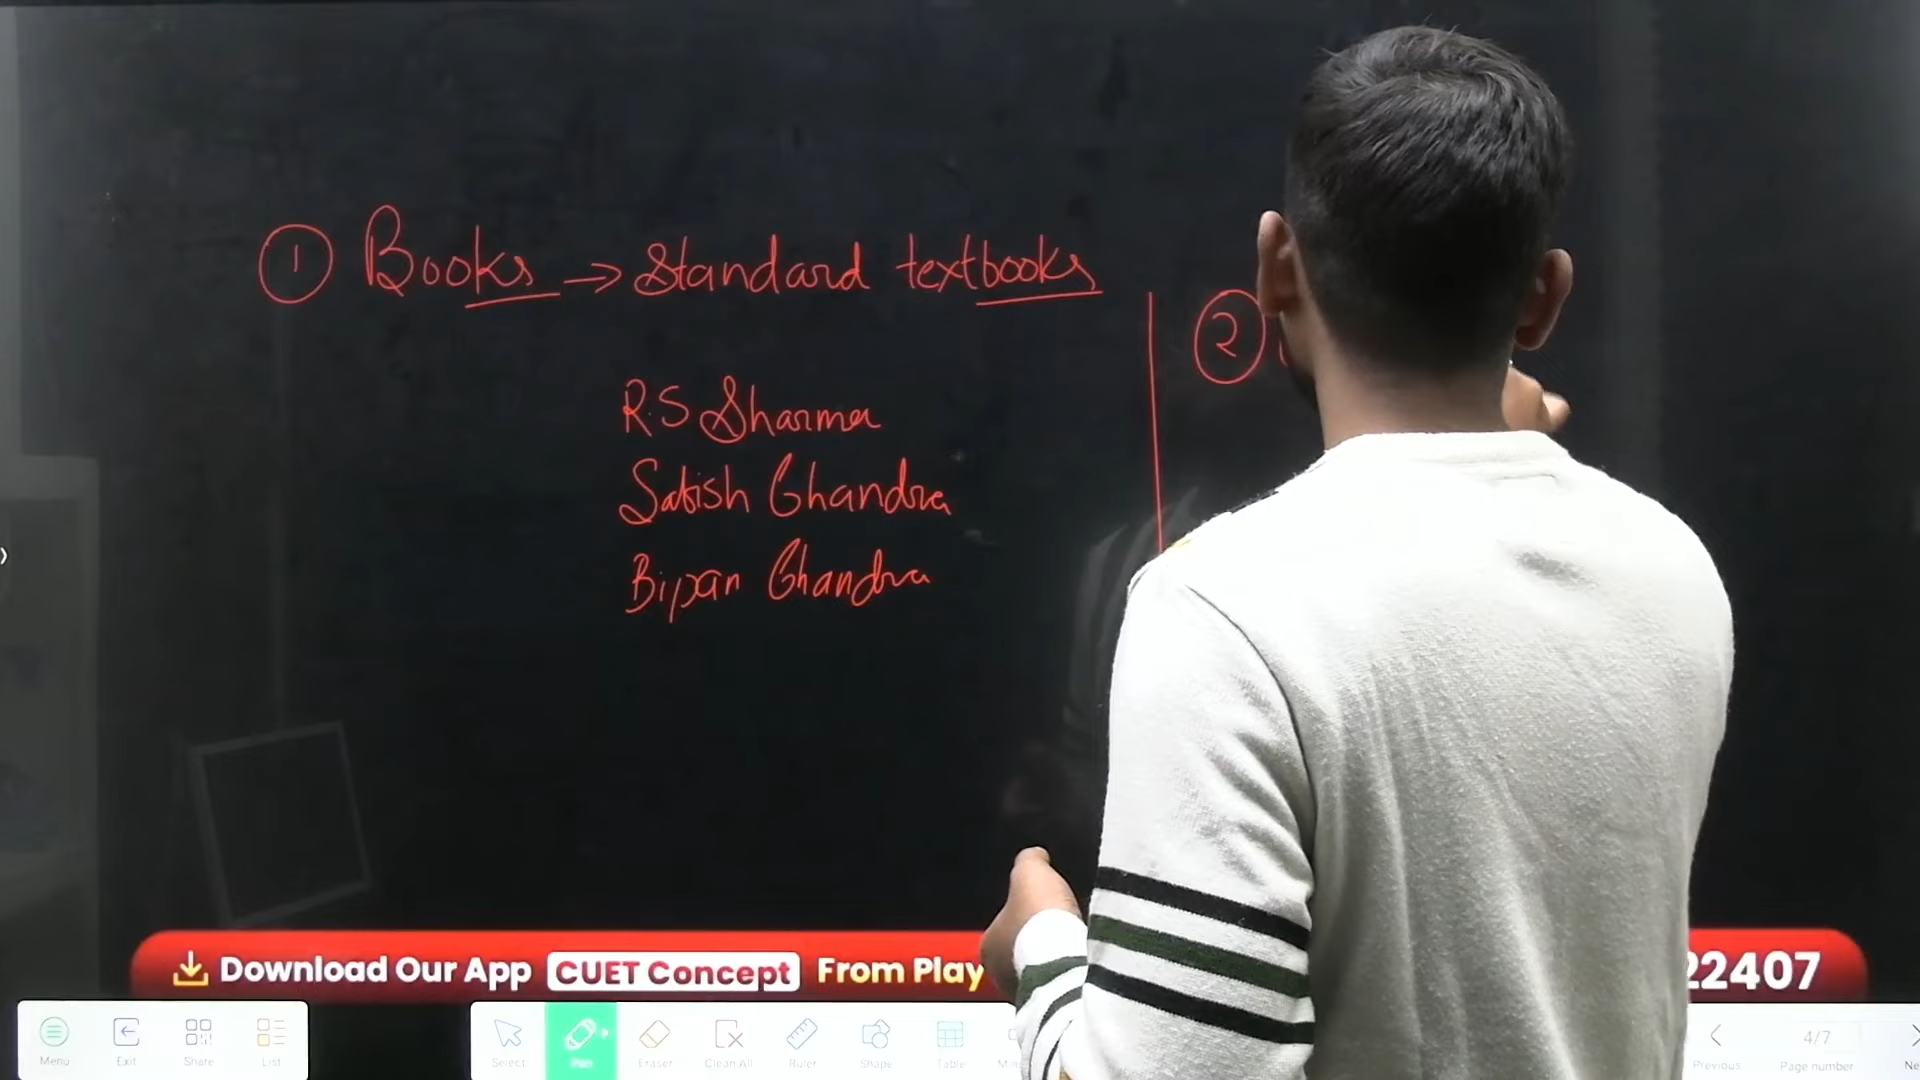 ① Books → Standard textbooks
R.S Sharma
Satish Chandra
Bipan Chandra
②
Download Our App CUET Concept From Play
22407
Menu
Exit
Share
List
Select
Pen
Eraser
Clean All
Ruler
Shape
Table
Previous
4/7
Page number